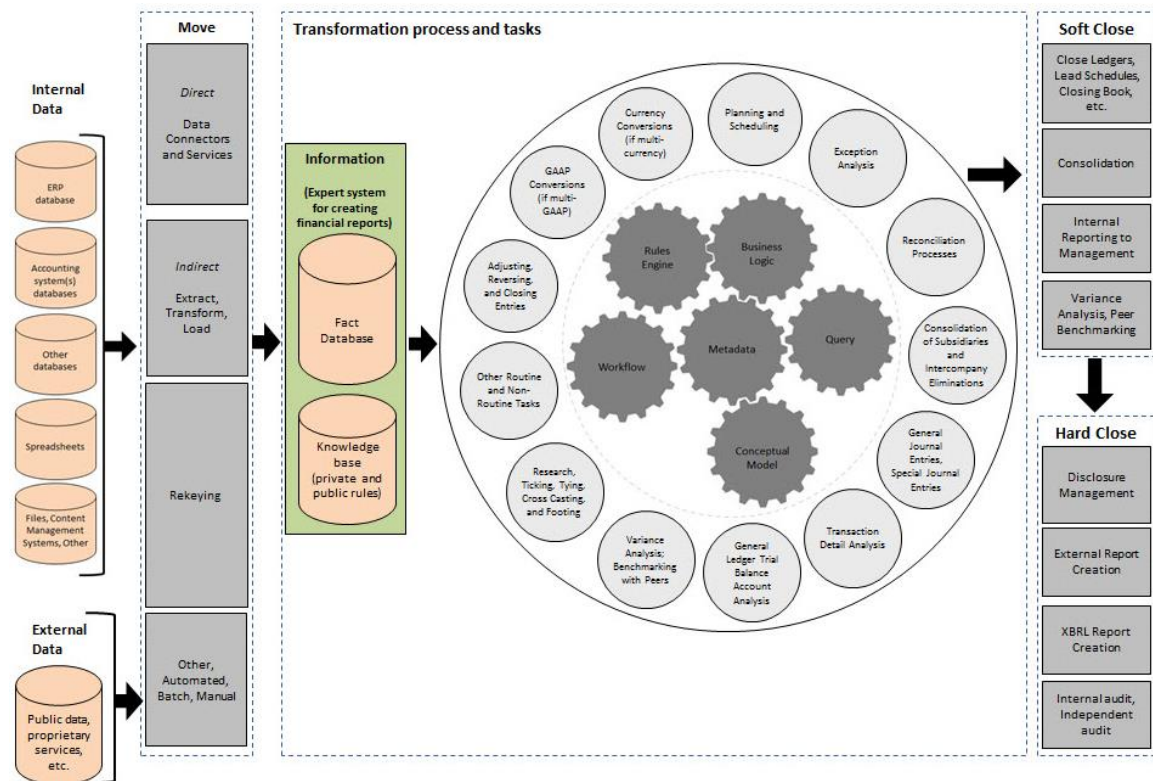 Internal
Data
ERP
database
Accounting
system(s)
databases
Other
databases
Spreadsheets
Files, Content
Management
Systems, Other
External
Data
Public data,
proprietary
services,
etc.
Move
Direct
Data
Connectors
and Services
Indirect
Extract,
Transform,
Load
Rekeying
Other,
Automated,
Batch, Manual
Transformation process and tasks
Information
(Expert system
for creating
financial reports)
Fact
Database
Knowledge
base
(private and
public rules)
Currency
Conversions
(if multi-
currency)
Planning and
Scheduling
Exception
Analysis
Reconciliation
Processes
Consolidation
of Subsidiaries
and
Intercompany
Eliminations
General
Journal
Entries,
Special Journal
Entries
Transaction
Detail Analysis
General
Ledger Trial
Balance
Account
Analysis
Variance
Analysis;
Benchmarking
with Peers
Research,
Ticking, Tying,
Cross Casting,
and Footing
Other Routine
and Non-
Routine Tasks
Adjusting,
Reversing,
and Closing
Entries
GAAP
Conversions
(if multi-
GAAP)
Rules
Engine
Business
Logic
Workflow
Metadata
Query
Conceptual
Model
Soft Close
Close Ledgers,
Lead Schedules,
Closing Book,
etc.
Consolidation
Internal
Reporting to
Management
Variance
Analysis, Peer
Benchmarking
Hard Close
Disclosure
Management
External Report
Creation
XBRL Report
Creation
Internal audit,
Independent
audit